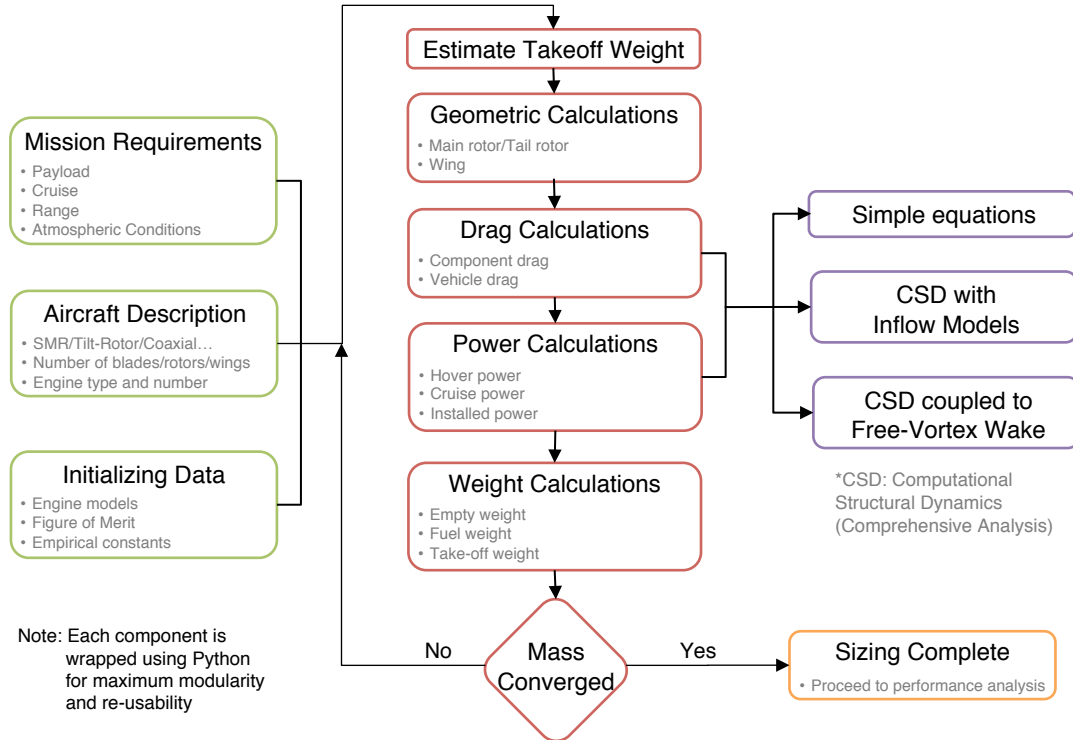 Mission Requirements
• Payload
• Cruise
• Range
• Atmospheric Conditions
Aircraft Description
• SMR/Tilt-Rotor/Coaxial…
• Number of blades/rotors/wings
• Engine type and number
Initializing Data
• Engine models
• Figure of Merit
• Empirical constants
Note: Each component is
wrapped using Python
for maximum modularity
and re-usability
Estimate Takeoff Weight
Geometric Calculations
• Main rotor/Tail rotor
• Wing
Drag Calculations
• Component drag
• Vehicle drag
Power Calculations
• Hover power
• Cruise power
• Installed power
Weight Calculations
• Empty weight
• Fuel weight
• Take-off weight
No
Mass
Converged
Yes
Simple equations
CSD with
Inflow Models
CSD coupled to
Free-Vortex Wake
*CSD: Computational
Structural Dynamics
(Comprehensive Analysis)
Sizing Complete
• Proceed to performance analysis